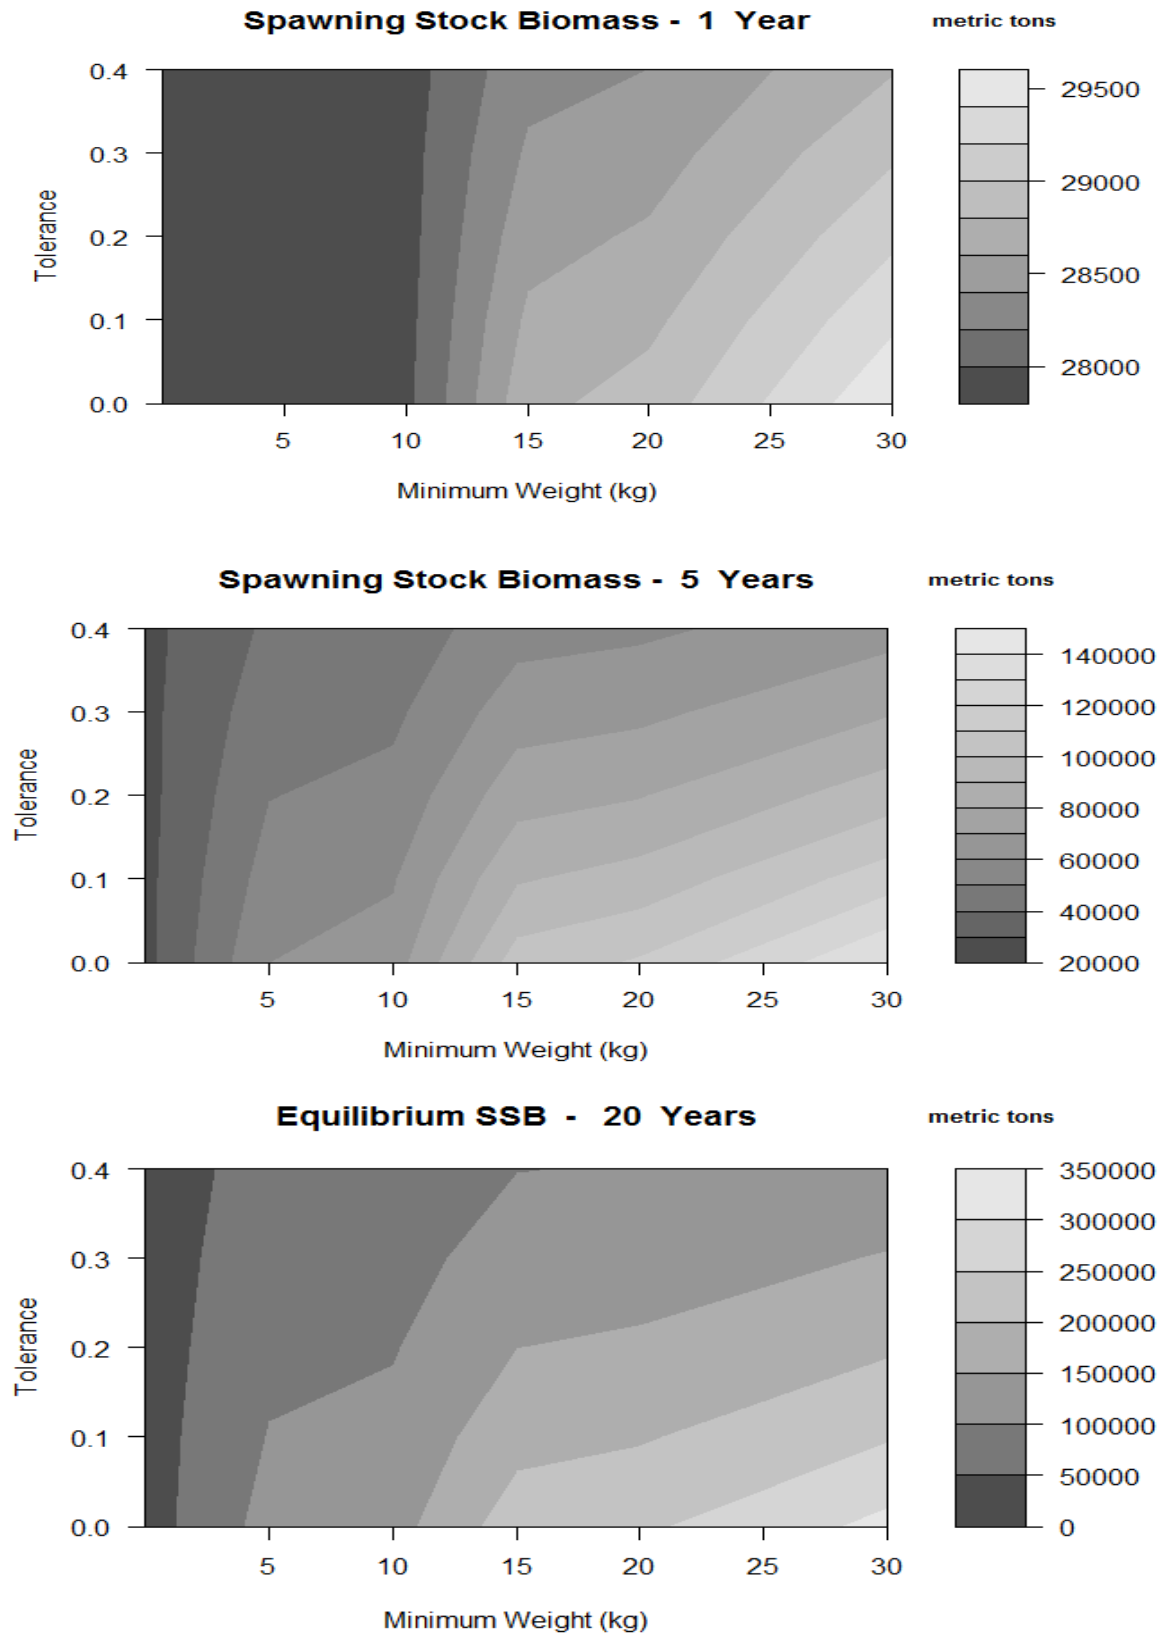 Spawning Stock Biomass - 1 Year
metric tons
0.4
0.3
0.2
0.1
0.0
Tolerance
5 10 15 20 25 30
Minimum Weight (kg)
29500
29000
28500
28000
Spawning Stock Biomass - 5 Years
metric tons
0.4
0.3
0.2
0.1
0.0
Tolerance
5 10 15 20 25 30
Minimum Weight (kg)
140000
120000
100000
80000
60000
40000
20000
Equilibrium SSB - 20 Years
metric tons
0.4
0.3
0.2
0.1
0.0
Tolerance
5 10 15 20 25 30
Minimum Weight (kg)
350000
300000
250000
200000
150000
100000
50000
0